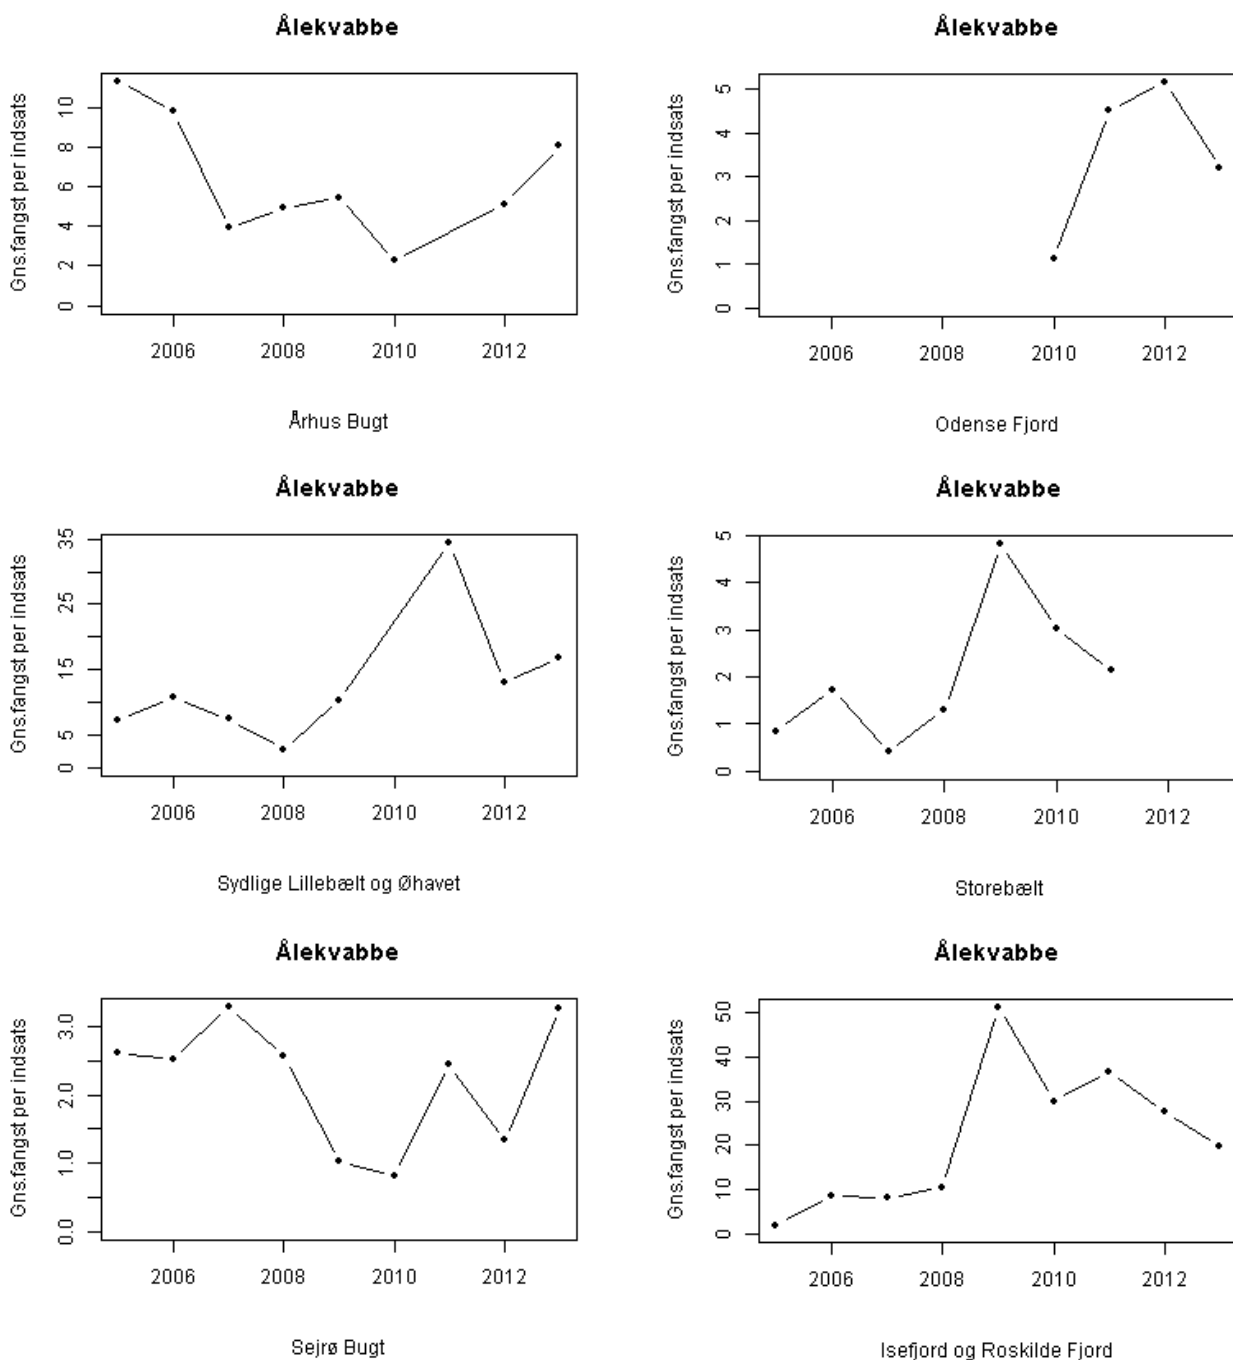 Ålekvabbe
Gns.fangst per indsats
0 2 4 6 8 10
2006 2008 2010 2012
Århus Bugt
Ålekvabbe
Gns.fangst per indsats
0 1 2 3 4 5
2006 2008 2010 2012
Odense Fjord
Ålekvabbe
Gns.fangst per indsats
0 5 15 25 35
2006 2008 2010 2012
Sydlige Lillebælt og Øhavet
Ålekvabbe
Gns.fangst per indsats
0 1 2 3 4 5
2006 2008 2010 2012
Storebælt
Ålekvabbe
Gns.fangst per indsats
0.0 1.0 2.0 3.0
2006 2008 2010 2012
Sejrø Bugt
Ålekvabbe
Gns.fangst per indsats
0 10 20 30 40 50
2006 2008 2010 2012
Isefjord og Roskilde Fjord